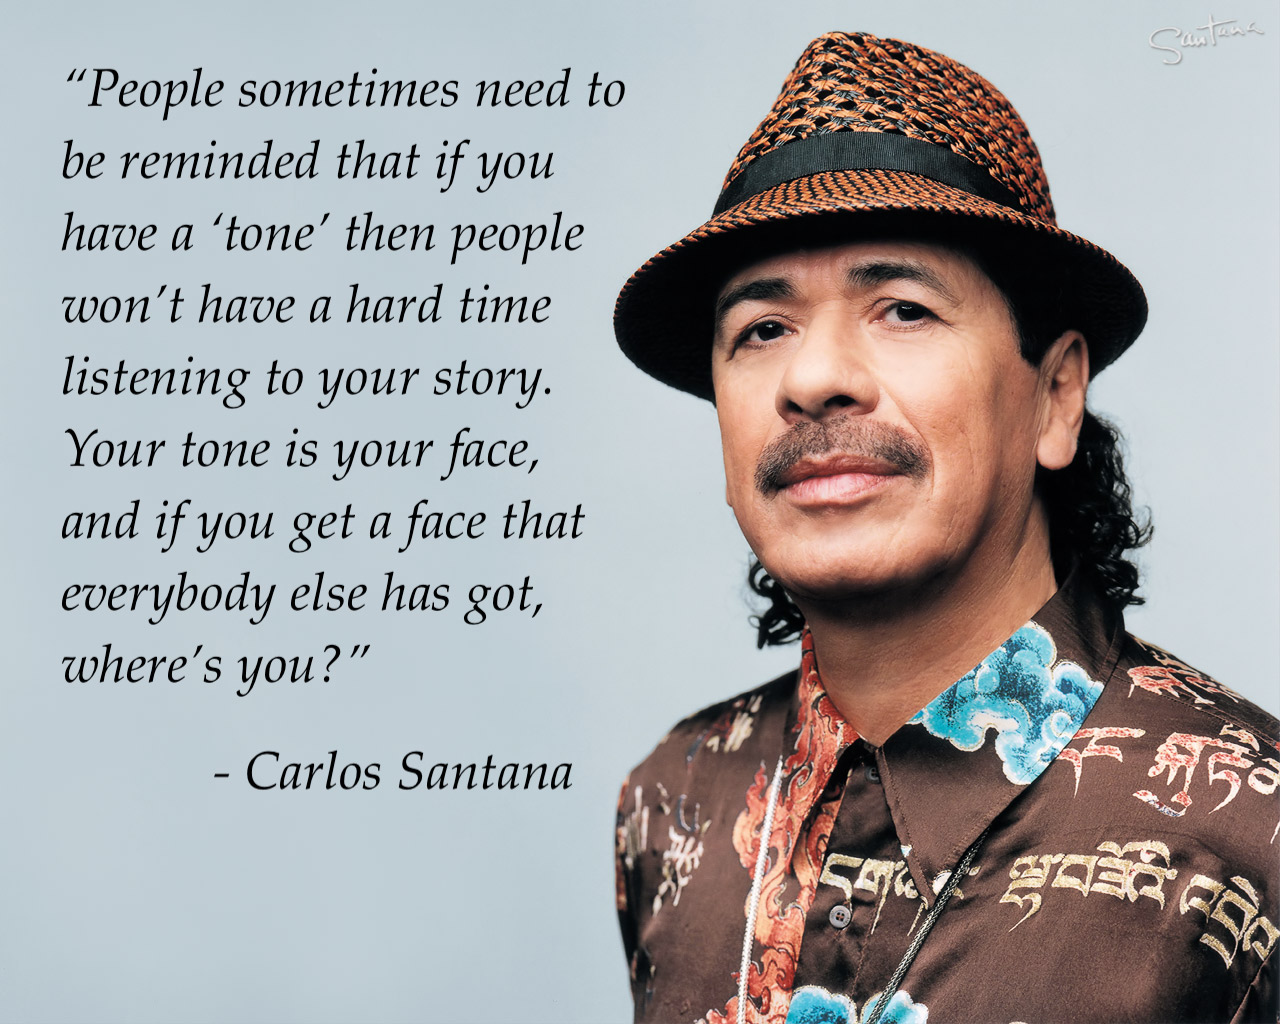 “People sometimes need to
be reminded that if you
have a ‘tone’ then people
won’t have a hard time
listening to your story.
Your tone is your face,
and if you get a face that
everybody else has got,
where’s you?”
- Carlos Santana
Santana